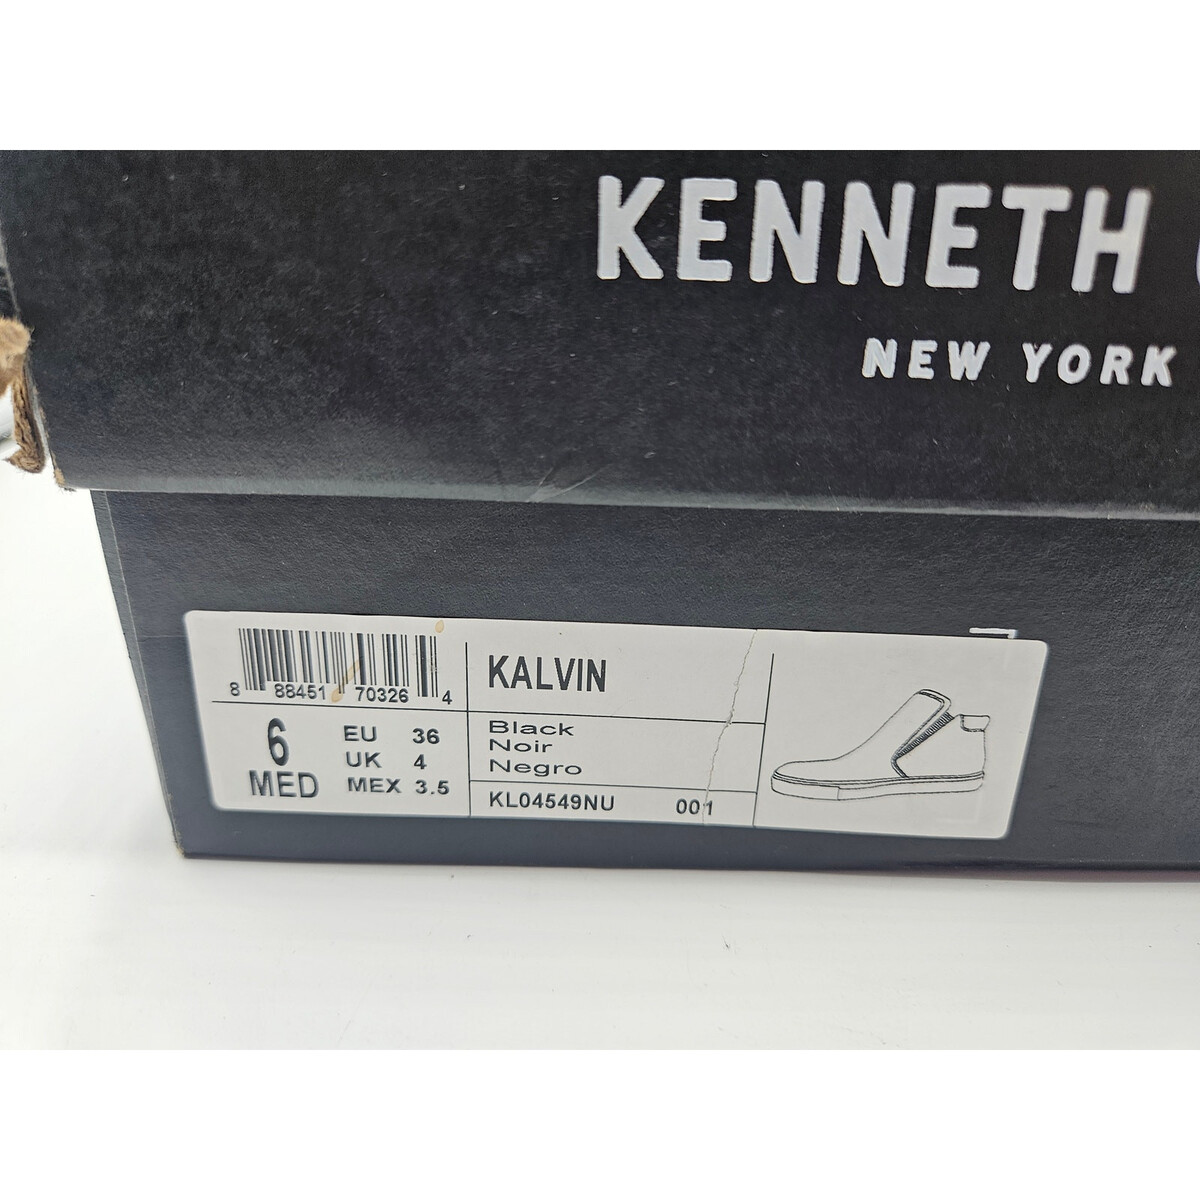 KENNETH
NEW YORK
8 88451 70326 4
KALVIN
6
MED
EU 36
UK 4
MEX 3.5
Black
Noir
Negro
KL04549NU 001